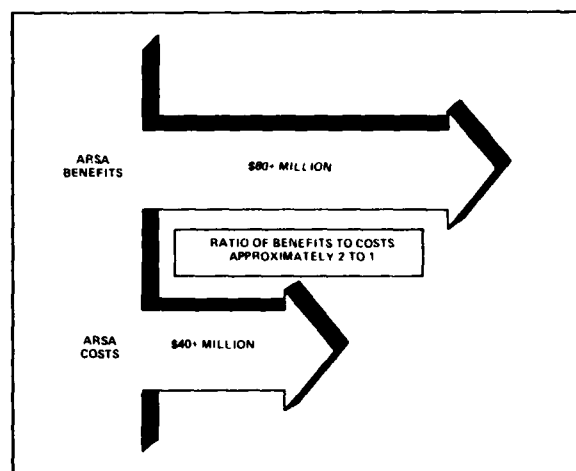 ARSA
BENEFITS
$80+ MILLION
RATIO OF BENEFITS TO COSTS
APPROXIMATELY 2 TO 1
ARSA
COSTS
$40+ MILLION